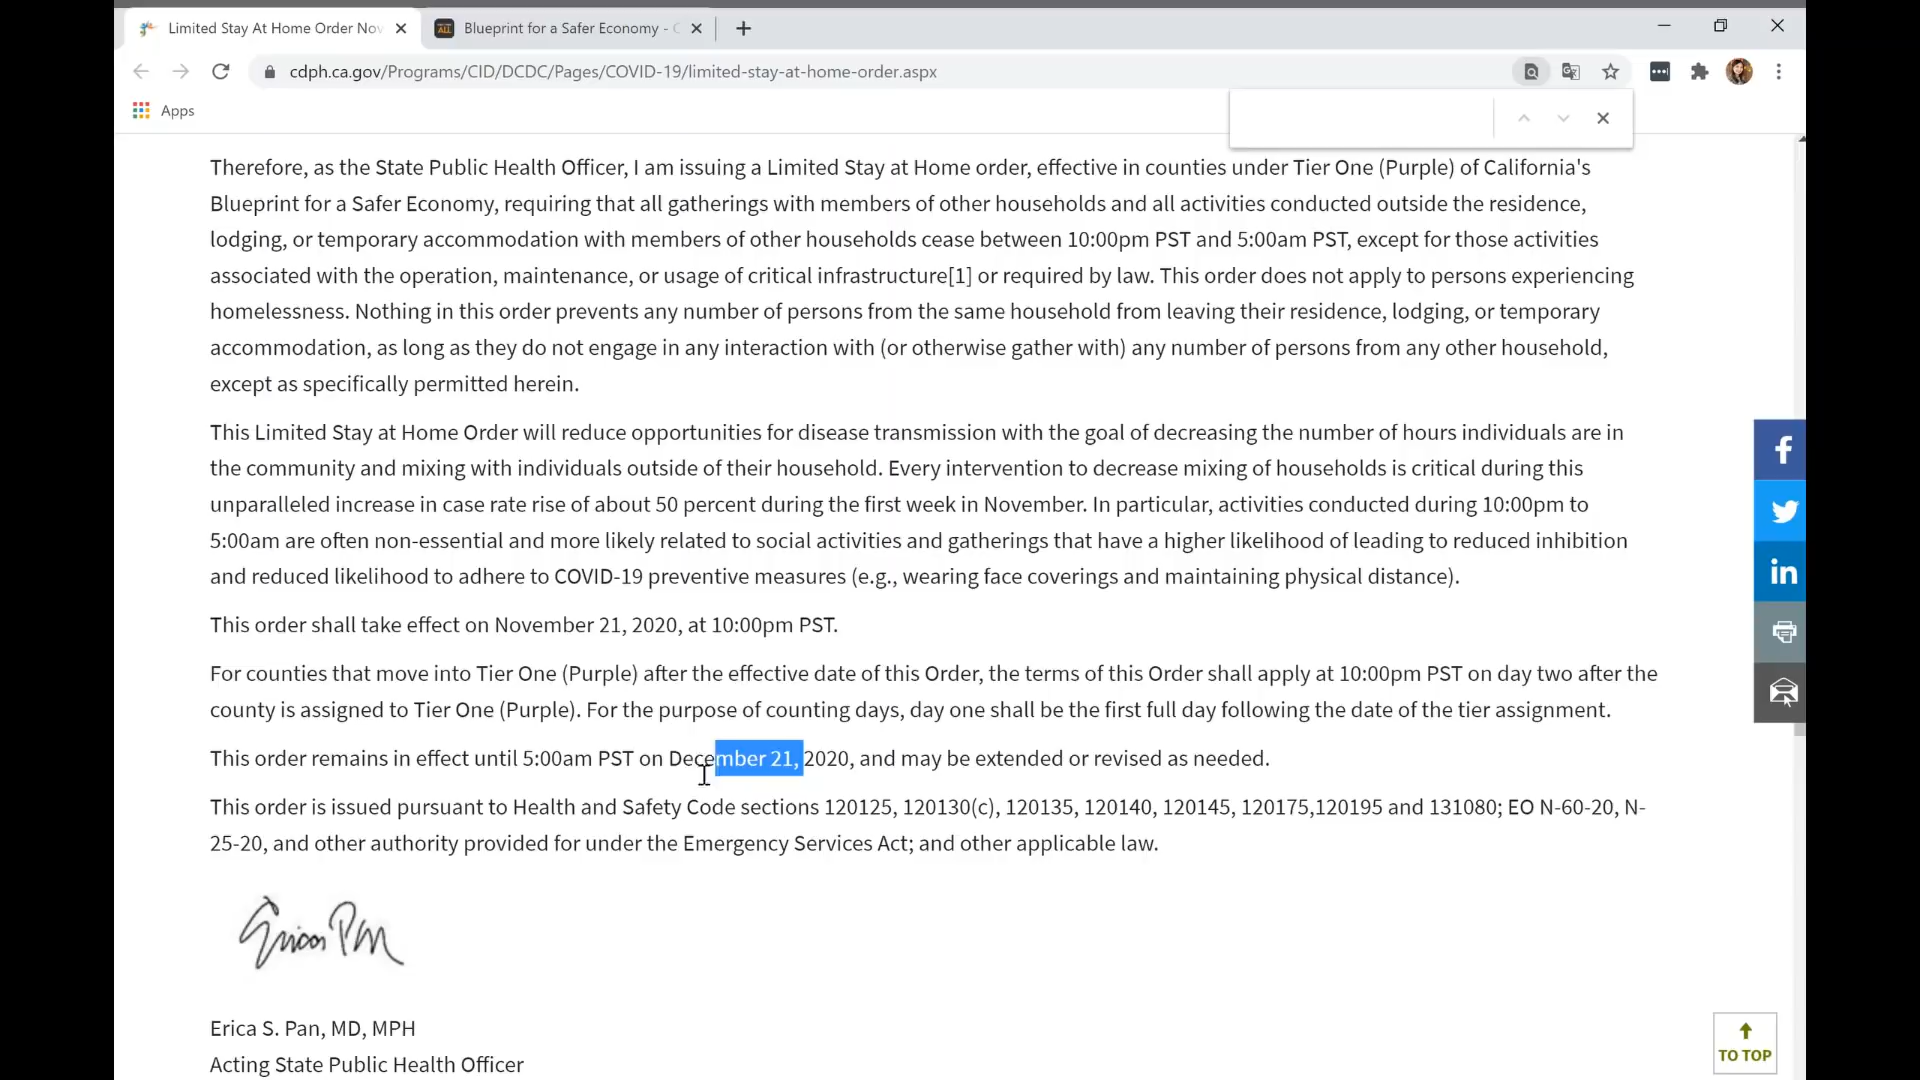 Limited Stay At Home Order Nov
Blueprint for a Safer Economy - C
cdph.ca.gov/Programs/CID/DCDC/Pages/COVID-19/limited-stay-at-home-order.aspx
Apps
Therefore, as the State Public Health Officer, I am issuing a Limited Stay at Home order, effective in counties under Tier One (Purple) of California's
Blueprint for a Safer Economy, requiring that all gatherings with members of other households and all activities conducted outside the residence,
lodging, or temporary accommodation with members of other households cease between 10:00pm PST and 5:00am PST, except for those activities
associated with the operation, maintenance, or usage of critical infrastructure[1] or required by law. This order does not apply to persons experiencing
homelessness. Nothing in this order prevents any number of persons from the same household from leaving their residence, lodging, or temporary
accommodation, as long as they do not engage in any interaction with (or otherwise gather with) any number of persons from any other household,
except as specifically permitted herein.
This Limited Stay at Home Order will reduce opportunities for disease transmission with the goal of decreasing the number of hours individuals are in
the community and mixing with individuals outside of their household. Every intervention to decrease mixing of households is critical during this
unparalleled increase in case rate rise of about 50 percent during the first week in November. In particular, activities conducted during 10:00pm to
5:00am are often non-essential and more likely related to social activities and gatherings that have a higher likelihood of leading to reduced inhibition
and reduced likelihood to adhere to COVID-19 preventive measures (e.g., wearing face coverings and maintaining physical distance).
This order shall take effect on November 21, 2020, at 10:00pm PST.
For counties that move into Tier One (Purple) after the effective date of this Order, the terms of this Order shall apply at 10:00pm PST on day two after the
county is assigned to Tier One (Purple). For the purpose of counting days, day one shall be the first full day following the date of the tier assignment.
This order remains in effect until 5:00am PST on December 21, 2020, and may be extended or revised as needed.
This order is issued pursuant to Health and Safety Code sections 120125, 120130(c), 120135, 120140, 120145, 120175,120195 and 131080; EO N-60-20, N-
25-20, and other authority provided for under the Emergency Services Act; and other applicable law.
Erica Pan
Erica S. Pan, MD, MPH
Acting State Public Health Officer
TO TOP